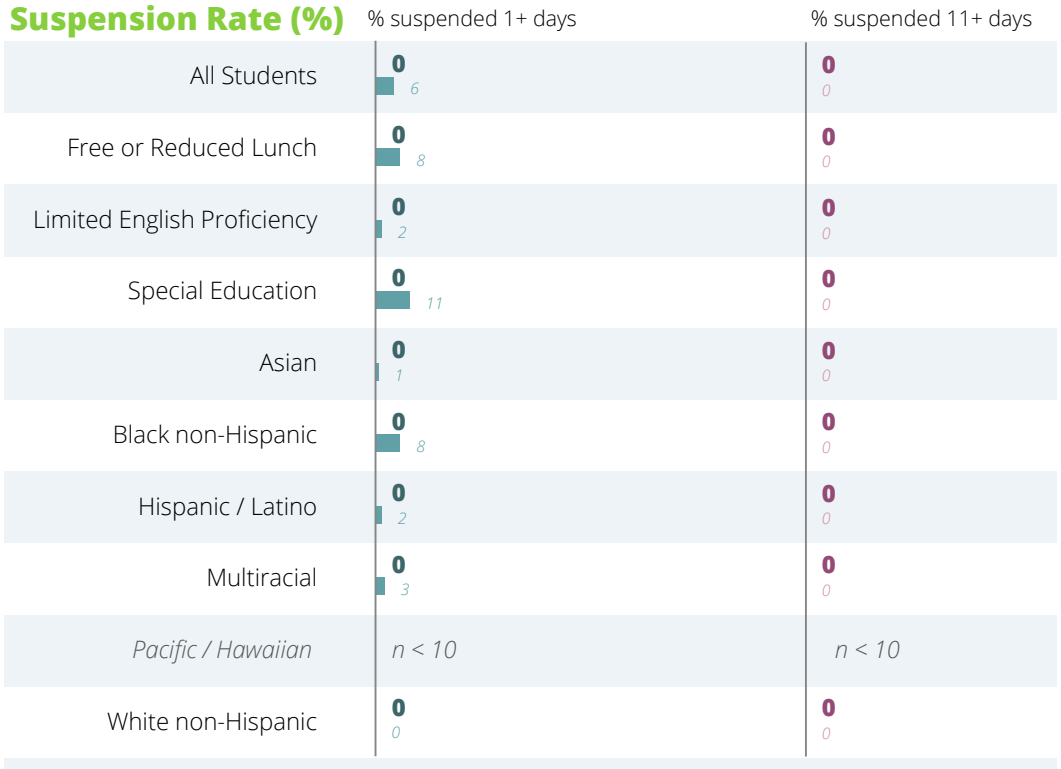 Suspension Rate (%) % suspended 1+ days % suspended 11+ days
All Students 0 0
6 0
Free or Reduced Lunch 0 0
8 0
Limited English Proficiency 0 0
2 0
Special Education 0 0
11 0
Asian 0 0
1 0
Black non-Hispanic 0 0
8 0
Hispanic / Latino 0 0
2 0
Multiracial 0 0
3 0
Pacific / Hawaiian n < 10 n < 10
White non-Hispanic 0 0
0 0